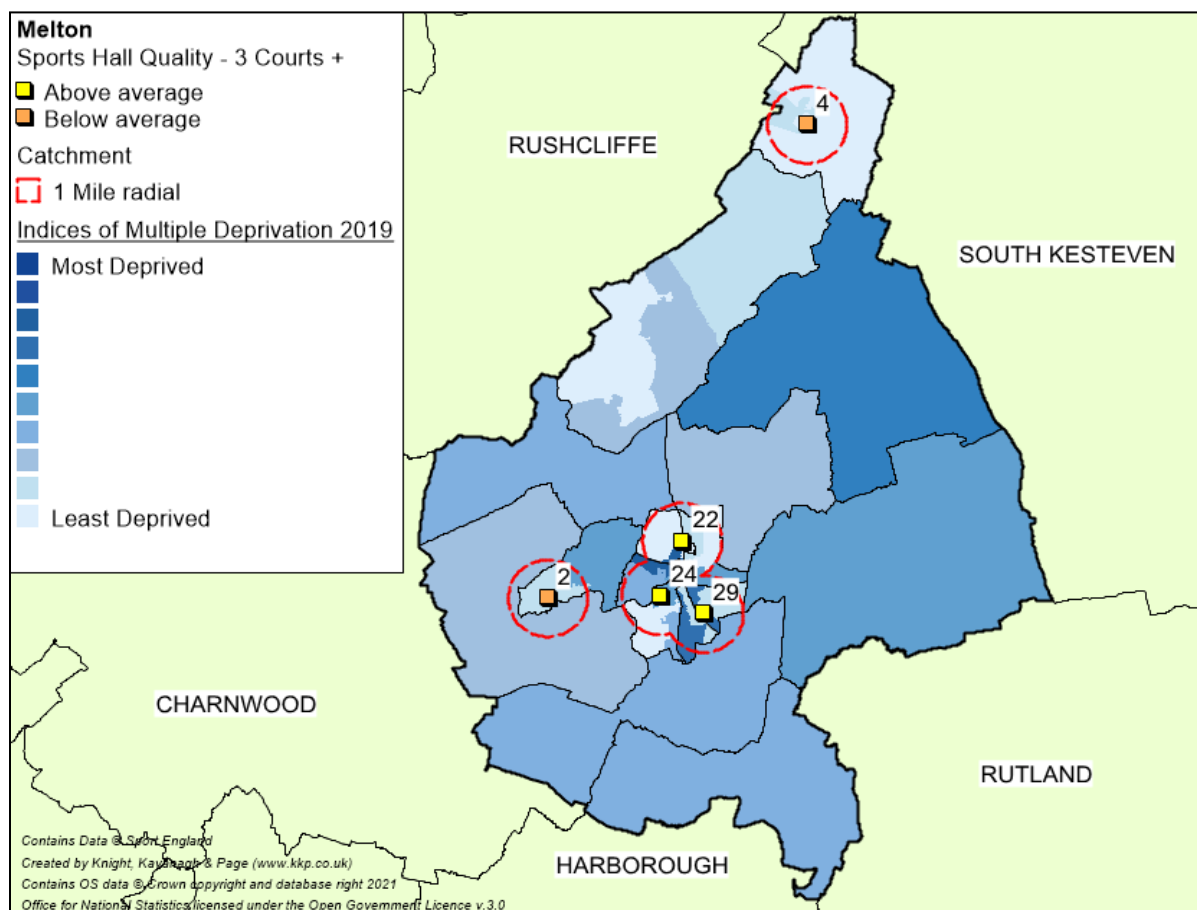 Melton
Sports Hall Quality - 3 Courts +
Above average
Below average
Catchment
1 Mile radial
Indices of Multiple Deprivation 2019
Most Deprived
Least Deprived
4
RUSHCLIFFE
SOUTH KESTEVEN
22
2
24
29
CHARNWOOD
RUTLAND
HARBOROUGH
Contains Data © Sport England
Created by Knight, Kavanagh & Page (www.kkp.co.uk)
Contains OS data © Crown copyright and database right 2021
Office for National Statistics licensed under the Open Government Licence v.3.0